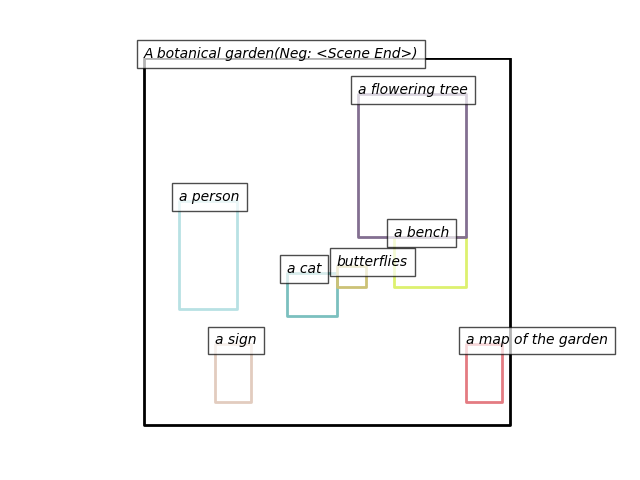 A botanical garden(Neg: <Scene End>)
a flowering tree
a person
a bench
butterflies
a cat
a sign
a map of the garden